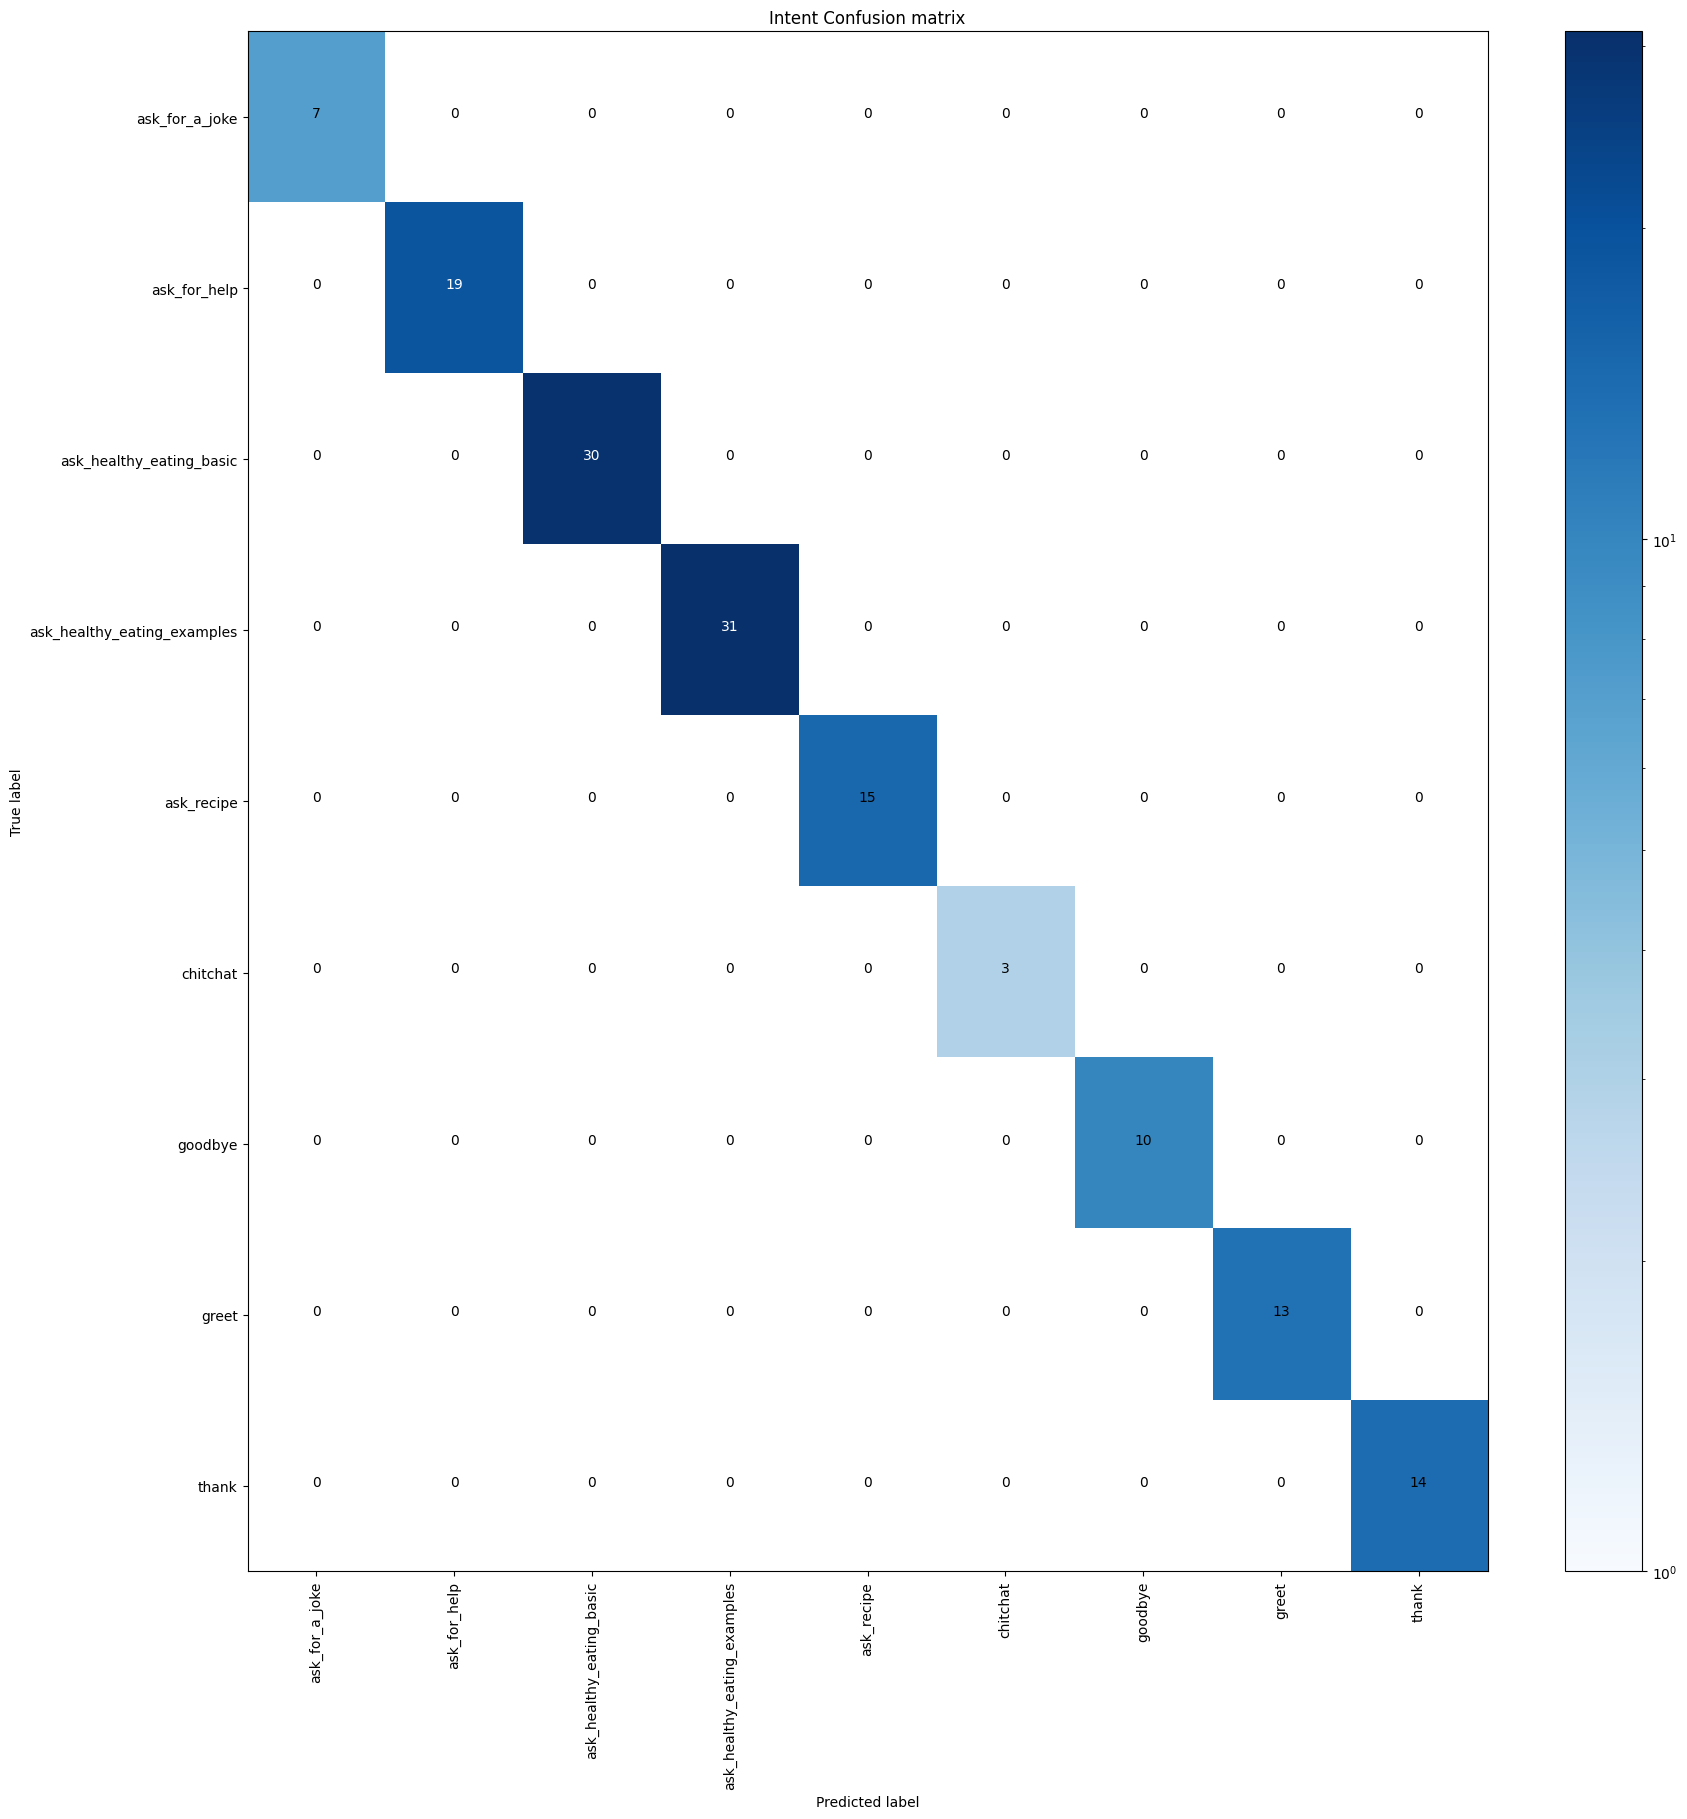 Intent Confusion matrix
ask_for_a_joke 7 0 0 0 0 0 0 0 0
ask_for_help 0 19 0 0 0 0 0 0 0
ask_healthy_eating_basic 0 0 30 0 0 0 0 0 0
ask_healthy_eating_examples 0 0 0 31 0 0 0 0 0
ask_recipe 0 0 0 0 15 0 0 0 0
chitchat 0 0 0 0 0 3 0 0 0
goodbye 0 0 0 0 0 0 10 0 0
greet 0 0 0 0 0 0 0 13 0
thank 0 0 0 0 0 0 0 0 14
True label
ask_for_a_joke
ask_for_help
ask_healthy_eating_basic
ask_healthy_eating_examples
ask_recipe
chitchat
goodbye
greet
thank
Predicted label
10¹
10⁰